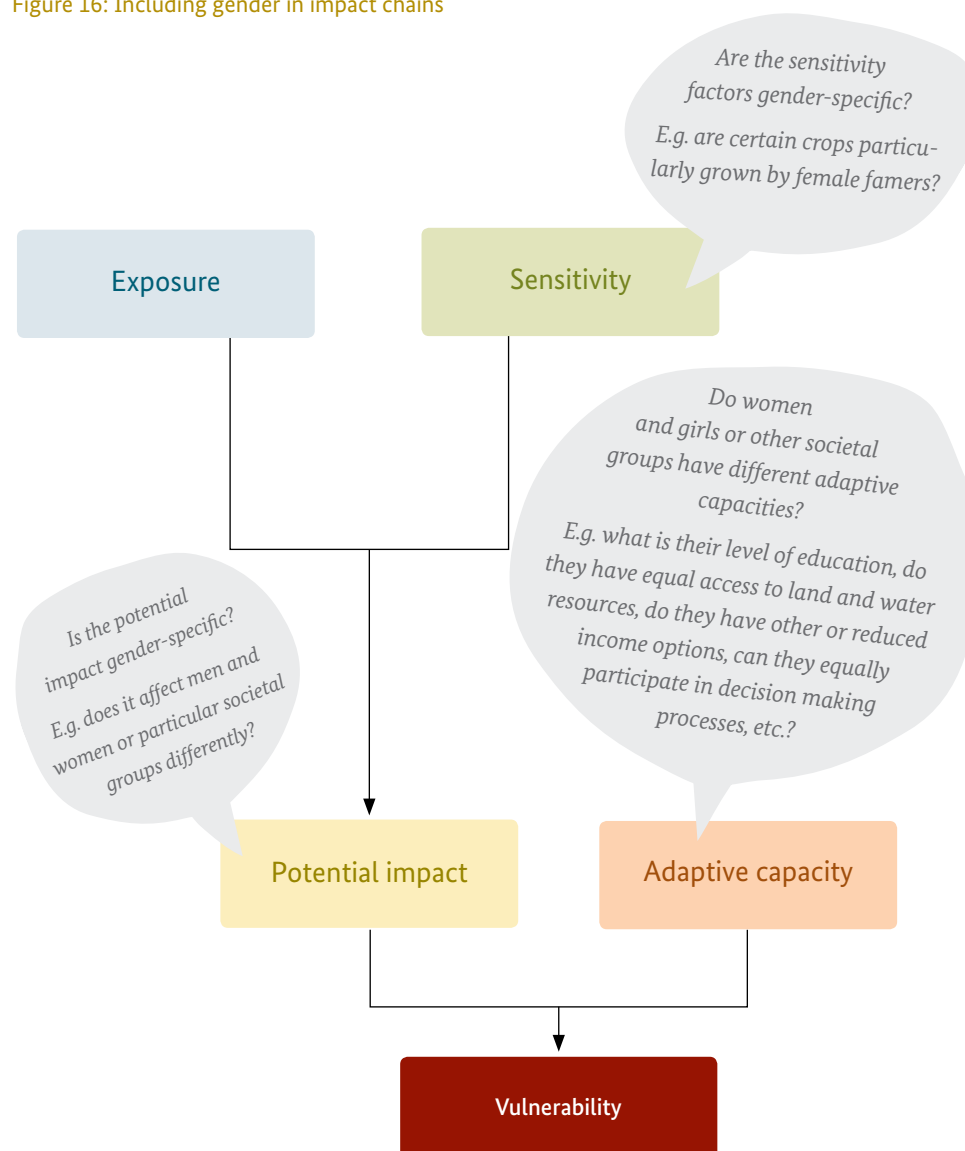 Figure 16: Including gender in impact chains
Are the sensitivity
factors gender-specific?
E.g. are certain crops particu-
larly grown by female famers?
Exposure
Sensitivity
Do women
and girls or other societal
groups have different adaptive
capacities?
E.g. what is their level of education, do
they have equal access to land and water
resources, do they have other or reduced
income options, can they equally
participate in decision making
processes, etc.?
Is the potential
impact gender-specific?
E.g. does it affect men and
women or particular societal
groups differently?
Potential impact
Adaptive capacity
Vulnerability